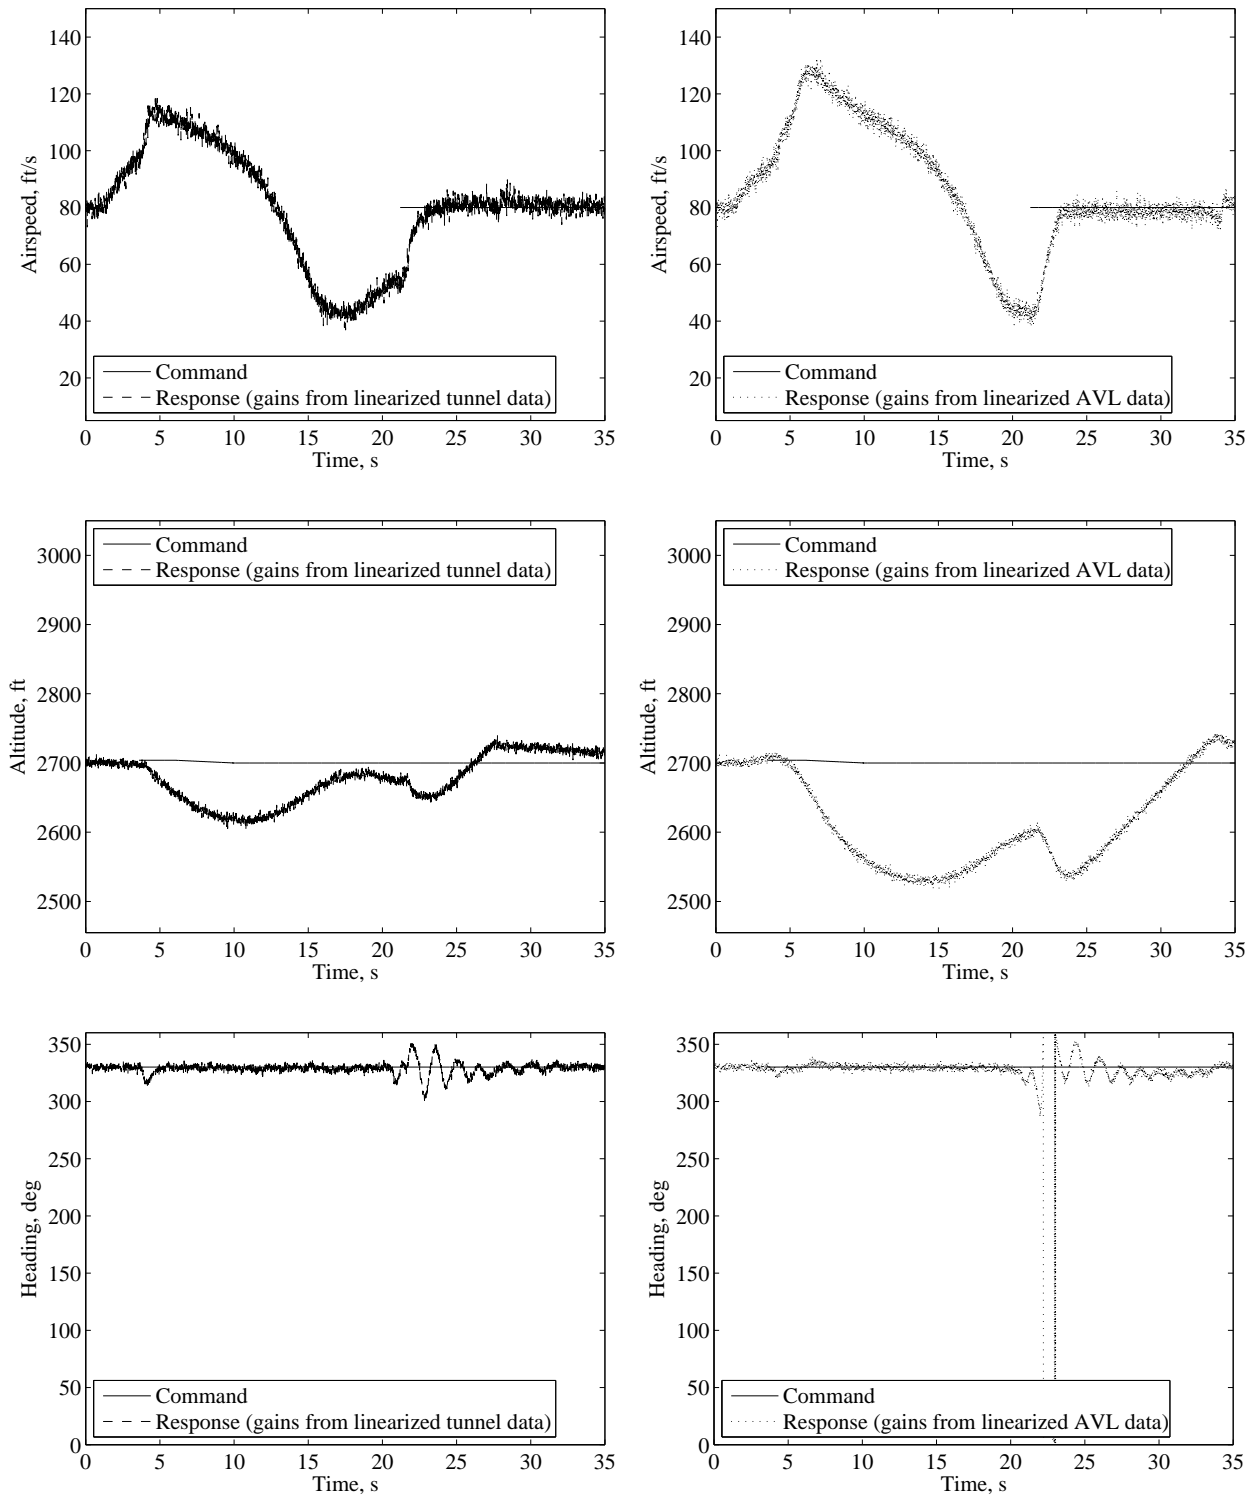 140
120
100
80
60
40
20
Airspeed, ft/s
Command
Response (gains from linearized tunnel data)
0 5 10 15 20 25 30 35
Time, s
140
120
100
80
60
40
20
Airspeed, ft/s
Command
Response (gains from linearized AVL data)
0 5 10 15 20 25 30 35
Time, s
3000
2900
2800
2700
2600
2500
Altitude, ft
Command
Response (gains from linearized tunnel data)
0 5 10 15 20 25 30 35
Time, s
3000
2900
2800
2700
2600
2500
Altitude, ft
Command
Response (gains from linearized AVL data)
0 5 10 15 20 25 30 35
Time, s
350
300
250
200
150
100
50
0
Heading, deg
Command
Response (gains from linearized tunnel data)
0 5 10 15 20 25 30 35
Time, s
350
300
250
200
150
100
50
0
Heading, deg
Command
Response (gains from linearized AVL data)
0 5 10 15 20 25 30 35
Time, s